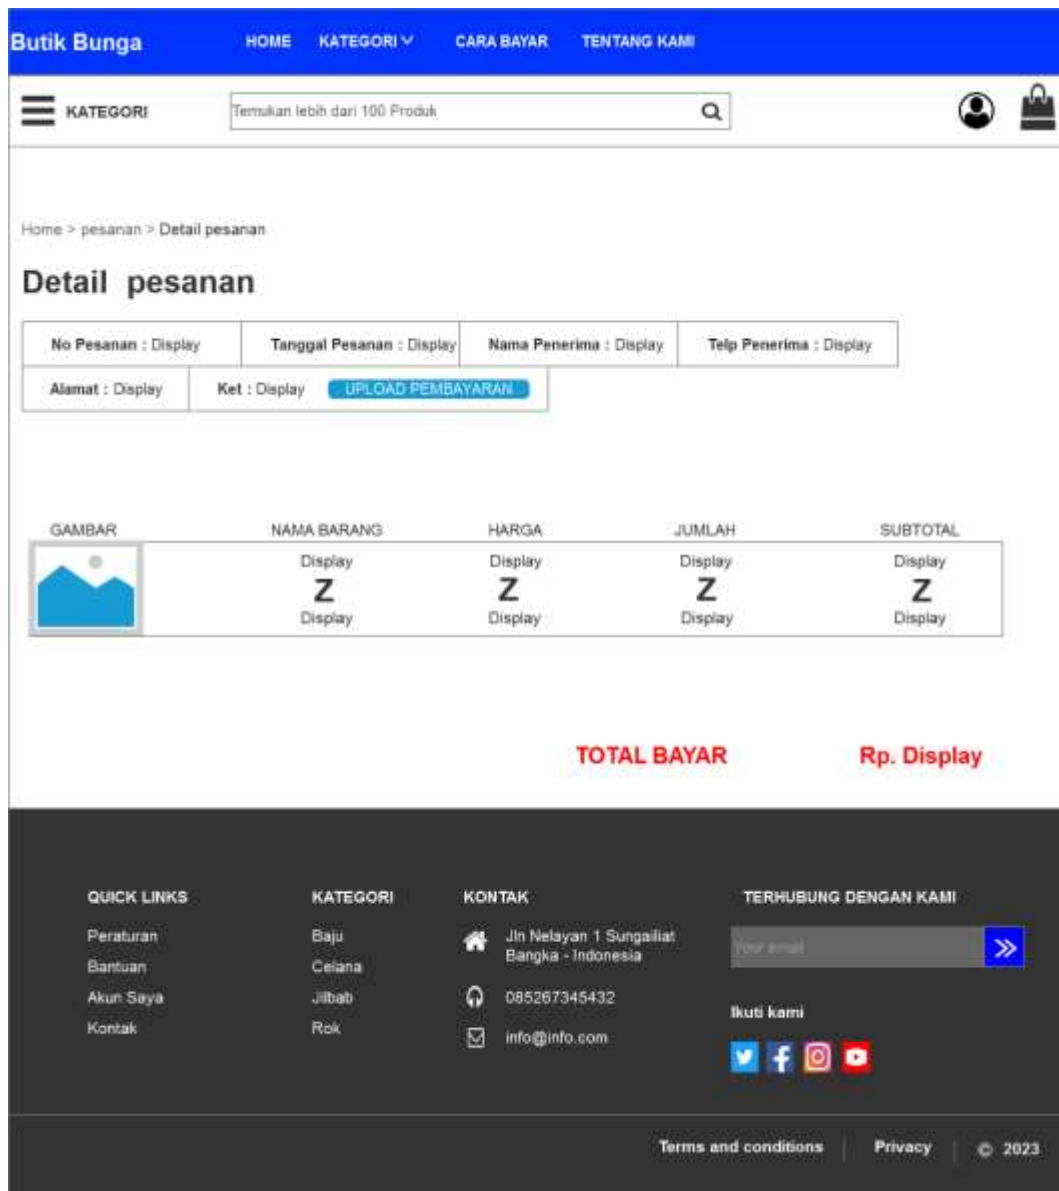 Butik Bunga HOME KATEGORI CARA BAYAR TENTANG KAMI
KATEGORI Temukan lebih dari 100 Produk
Home > pesanan > Detail pesanan
Detail pesanan
No Pesanan : Display Tanggal Pesanan : Display Nama Penerima : Display Telp Penerima : Display
Alamat : Display Ket : Display UPLOAD PEMBAYARAN
GAMBAR NAMA BARANG HARGA JUMLAH SUBTOTAL
Display Display Display Display
Z Z Z Z
Display Display Display Display
TOTAL BAYAR Rp. Display
QUICK LINKS KATEGORI KONTAK TERHUBUNG DENGAN KAMI
Peraturan Baju Jln Nelayan 1 Sungailiat
Bangka - Indonesia Your email
Bantuan Celana
Akun Saya Jilbab 085267345432
Ikuti kami
Kontak Rok info@info.com
Terms and conditions Privacy © 2023